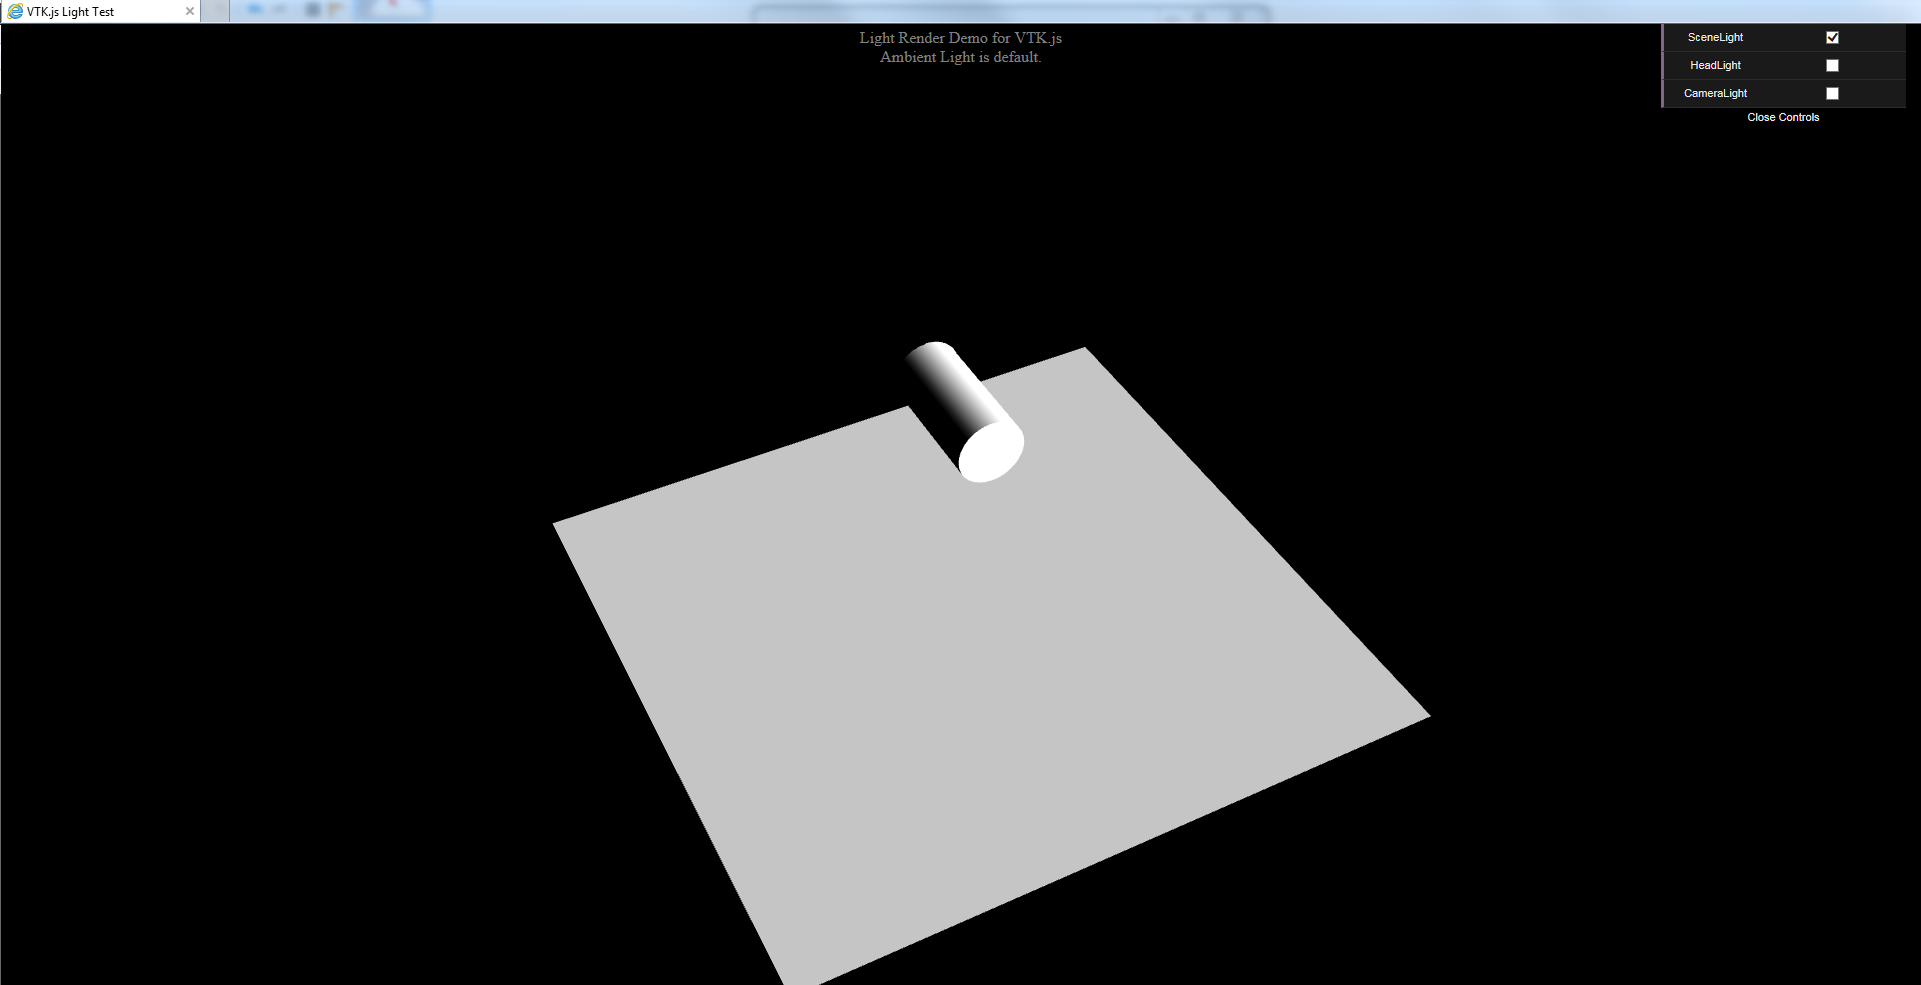 VTK.js Light Test
Light Render Demo for VTK.js
Ambient Light is default.
SceneLight
HeadLight
CameraLight
Close Controls